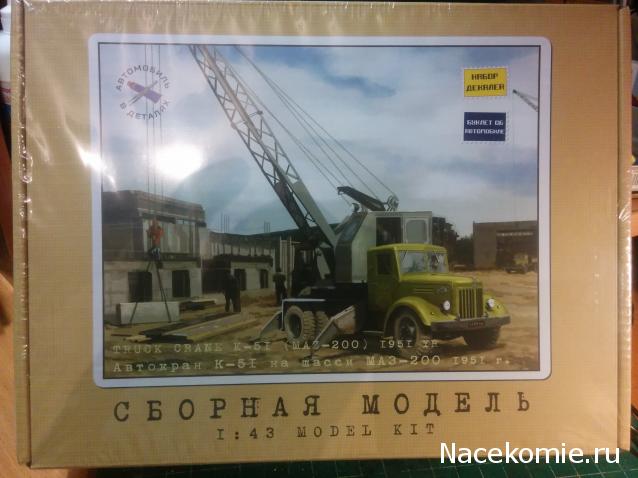 АВТОМОБИЛЬ
В ДЕТАЛЯХ
НАБОР
ДЕКАЛЕЙ
БУКЛЕТ ОБ
АВТОМОБИЛЕ
TRUCK CRANE K-51 (MAZ-200) 1951 YR
Автокран К-51 на шасси МАЗ-200 1951 г.
СБОРНАЯ МОДЕЛЬ
1:43 MODEL KIT
Nacekomie.ru